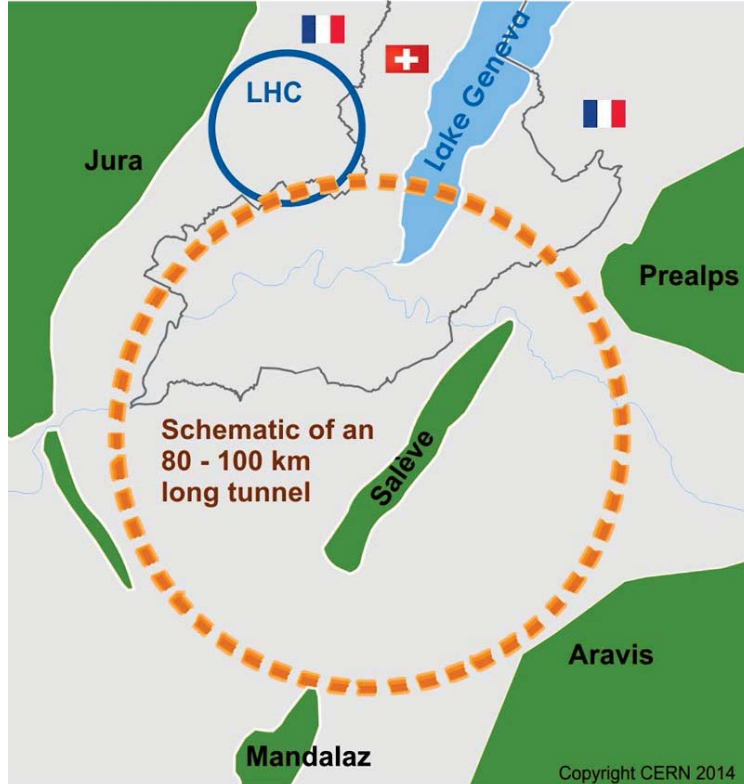 LHC
Lake Geneva
Jura
Prealps
Schematic of an
80 - 100 km
long tunnel
Salève
Aravis
Mandalaz
Copyright CERN 2014